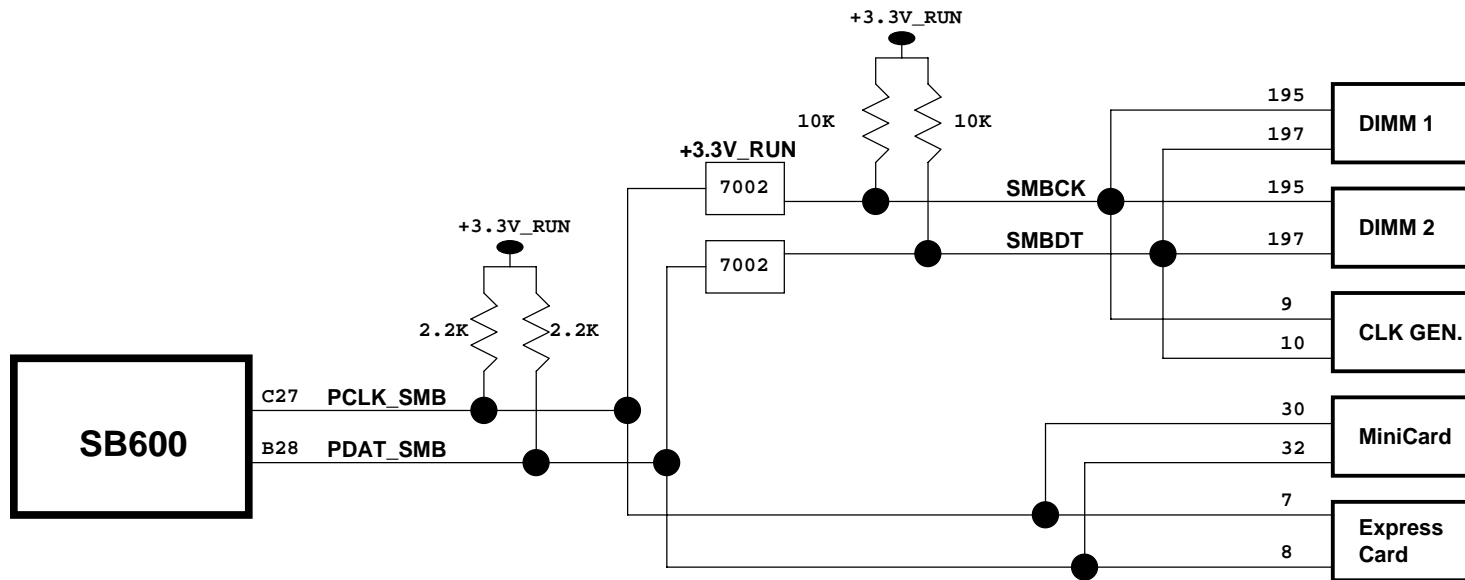 +3.3V_RUN
10K
10K
195
197
DIMM 1
+3.3V_RUN
7002
SMBCK
195
197
DIMM 2
7002
SMBDT
+3.3V_RUN
9
10
CLK GEN.
2.2K
2.2K
SB600
C27
PCLK_SMB
B28
PDAT_SMB
30
32
MiniCard
7
8
Express
Card